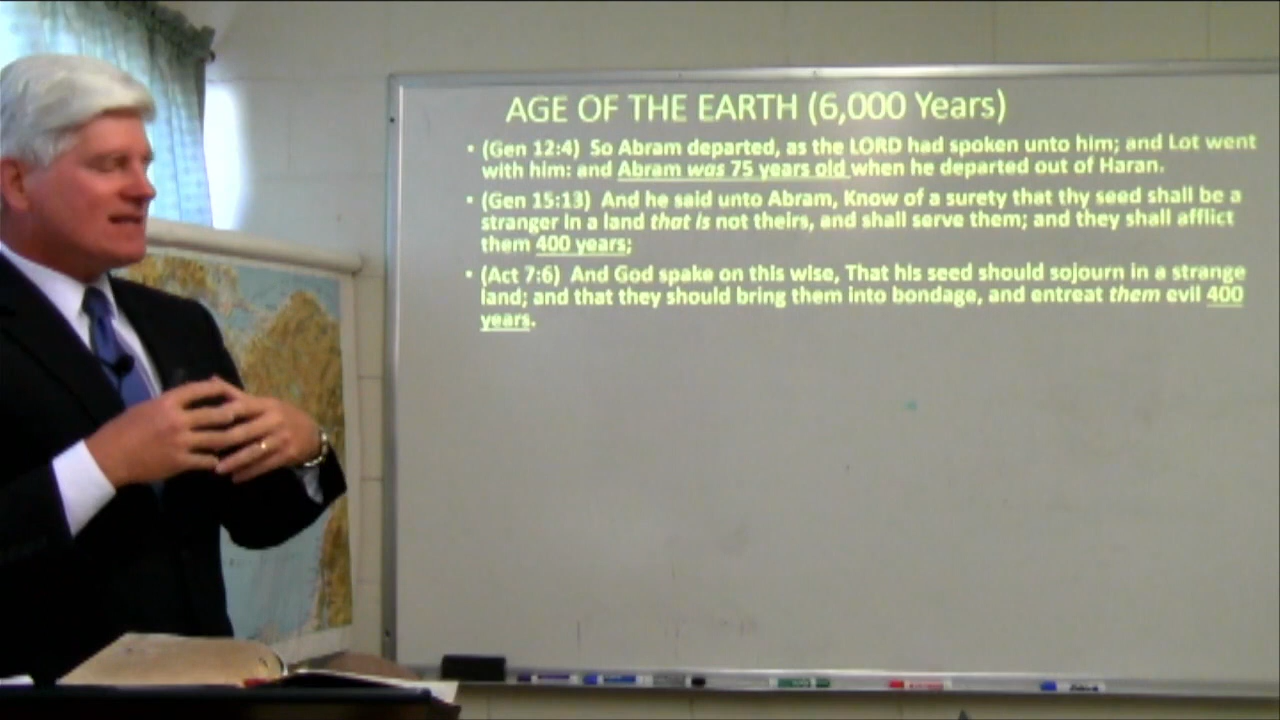 AGE OF THE EARTH (6,000 Years)
• (Gen 12:4) So Abram departed, as the LORD had spoken unto him; and Lot went
with him: and Abram was 75 years old when he departed out of Haran.
• (Gen 15:13) And he said unto Abram, Know of a surety that thy seed shall be a
stranger in a land that is not theirs, and shall serve them; and they shall afflict
them 400 years;
• (Act 7:6) And God spake on this wise, That his seed should sojourn in a strange
land; and that they should bring them into bondage, and entreat them evil 400
years.